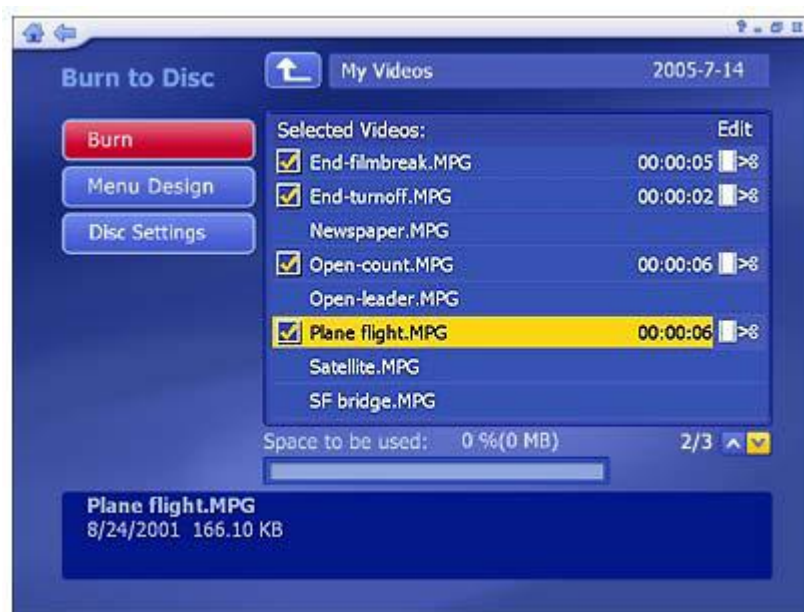 Burn to Disc
My Videos 2005-7-14
Burn
Menu Design
Disc Settings
Selected Videos: Edit
End-filmbreak.MPG 00:00:05
End-turnoff.MPG 00:00:02
Newspaper.MPG
Open-count.MPG 00:00:06
Open-leader.MPG
Plane flight.MPG 00:00:06
Satellite.MPG
SF bridge.MPG
Space to be used: 0 %(0 MB) 2/3
Plane flight.MPG
8/24/2001 166.10 KB